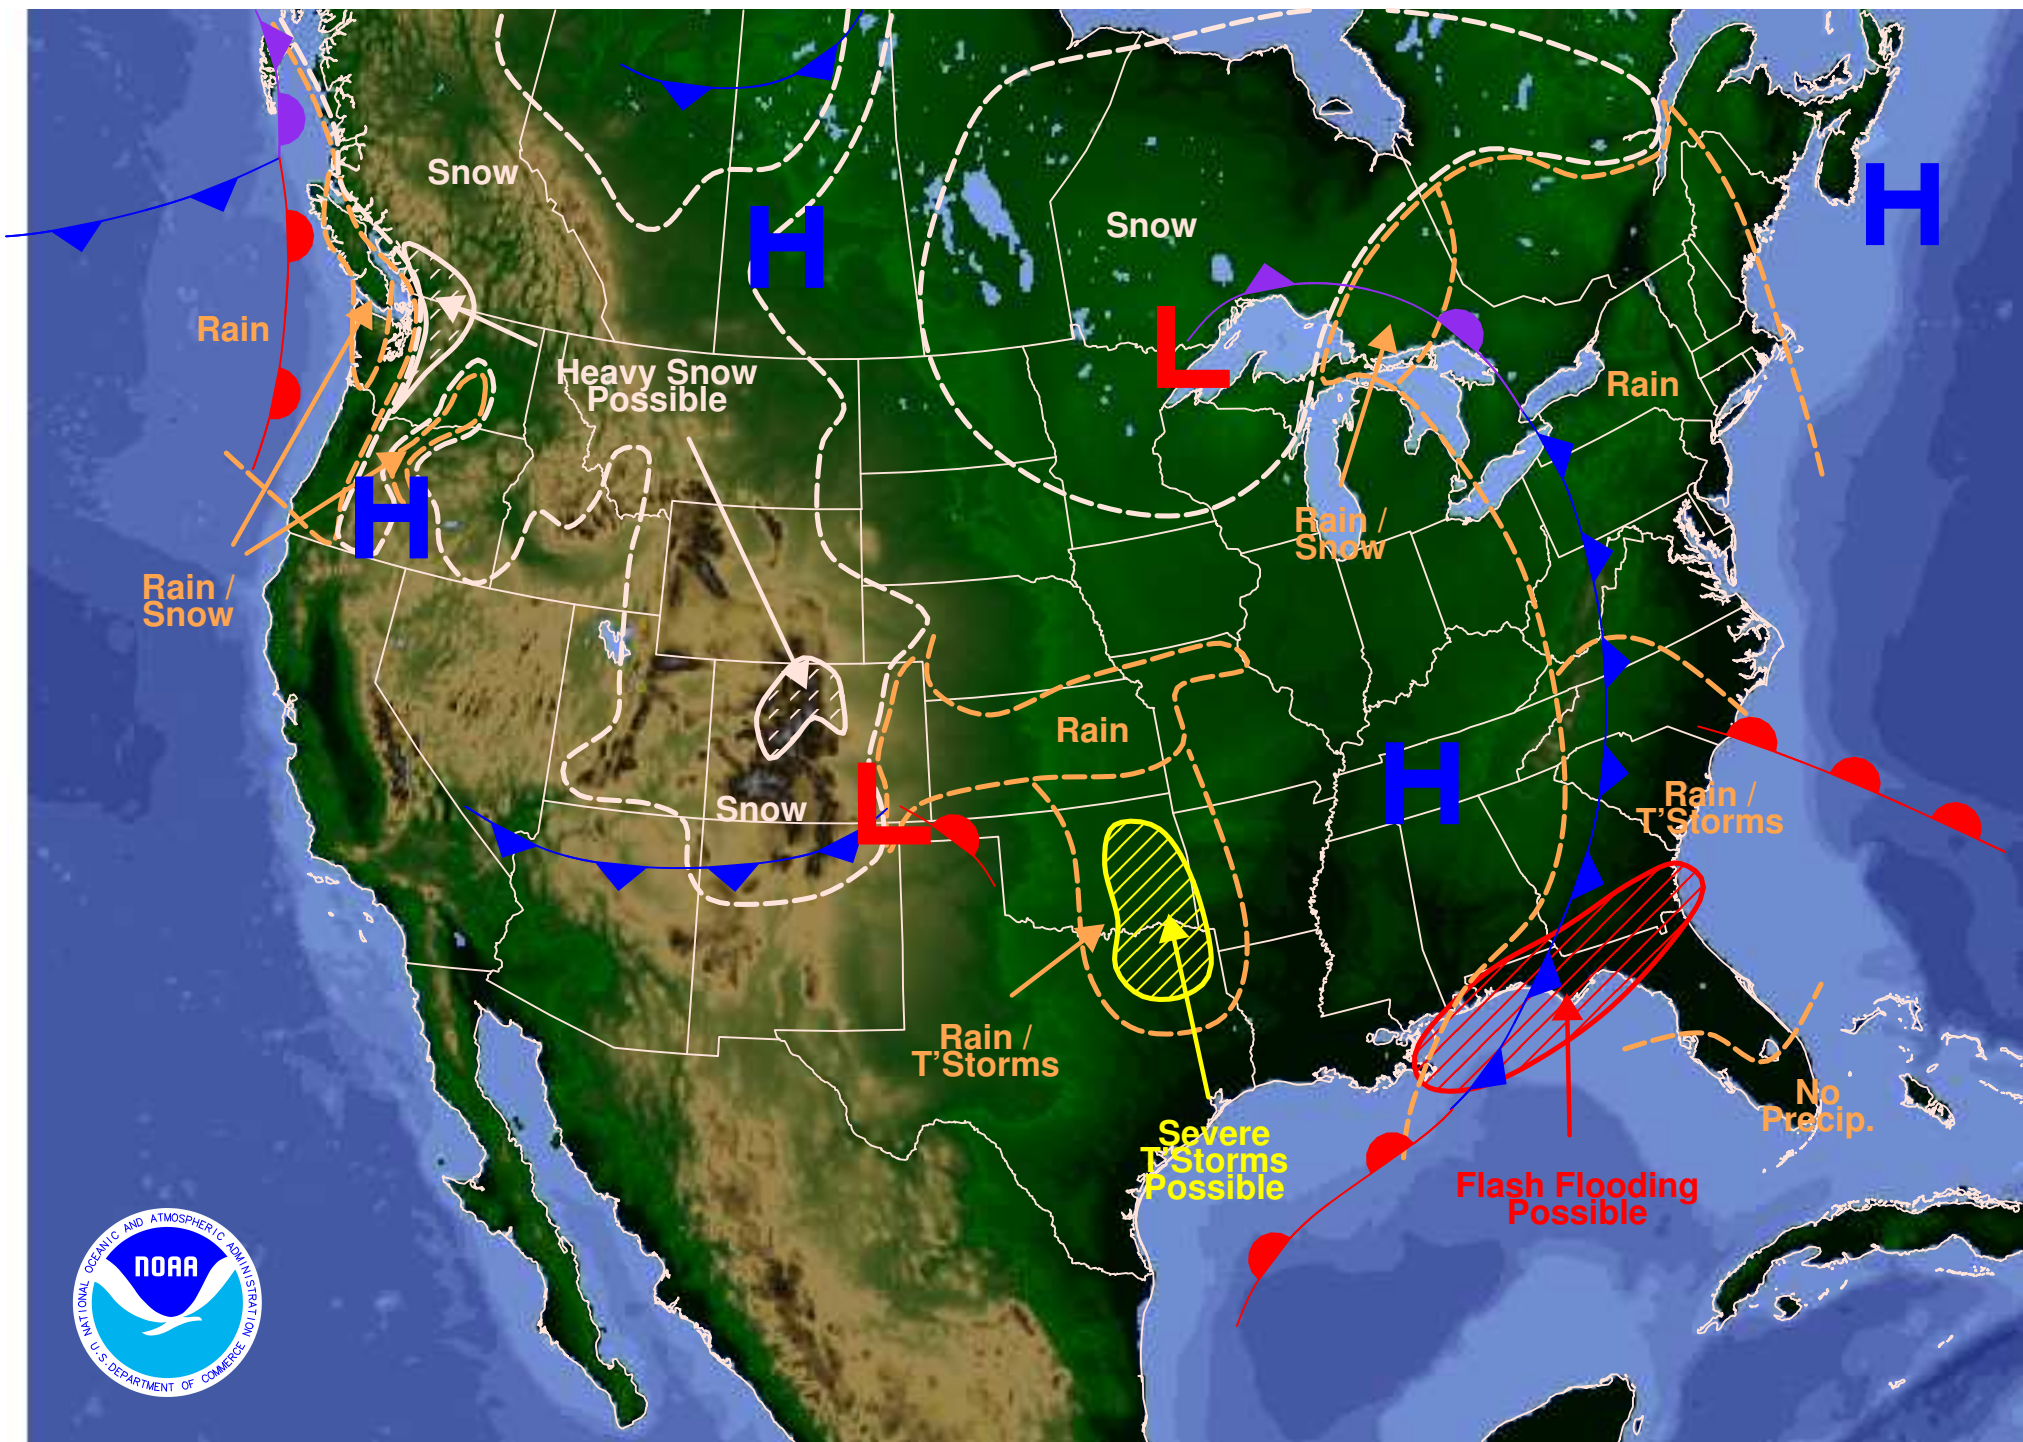 Snow
H
H
Snow
Rain
L
Heavy Snow
Possible
Rain
H
Rain /
Snow
Rain /
Snow
Rain
H
L
Snow
Rain /
T'Storms
Rain /
T'Storms
No
Precip.
Severe
T'Storms
Possible
Flash Flooding
Possible
NATIONAL OCEANIC AND ATMOSPHERIC ADMINISTRATION
NOAA
U.S. DEPARTMENT OF COMMERCE